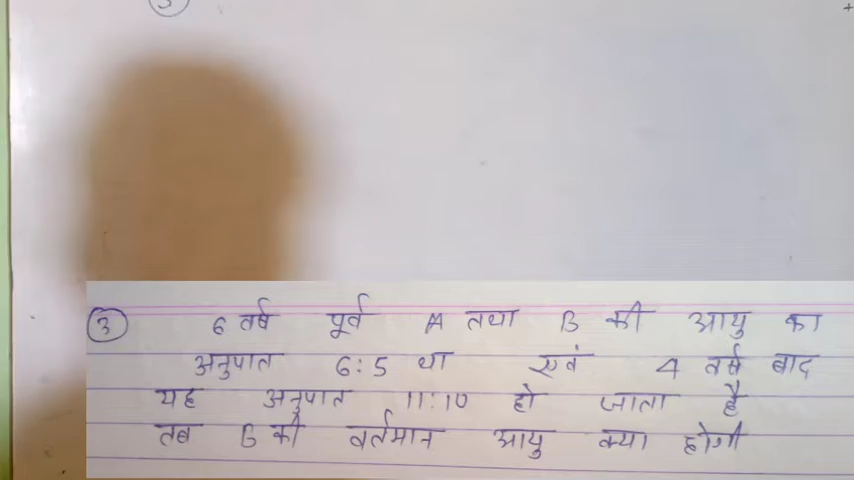 3 6 वर्ष पूर्व A तथा B की आयु का
अनुपात 6:5 था एवं 4 वर्ष बाद
यह अनुपात 11:10 हो जाता है
तब B की वर्तमान आयु क्या होगी